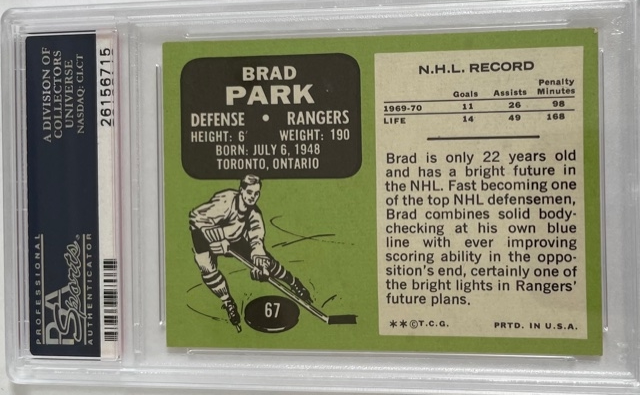 A DIVISION OF
COLLECTORS
UNIVERSE
NASDAQ: CLCT
26156715
PROFESSIONAL
PSA
Sports
AUTHENTICATOR
BRAD
PARK
DEFENSE • RANGERS
HEIGHT: 6' WEIGHT: 190
BORN: JULY 6, 1948
TORONTO, ONTARIO
67
N.H.L. RECORD
Goals Assists Penalty Minutes
1969-70 11 26 98
LIFE 14 49 168
Brad is only 22 years old
and has a bright future in
the NHL. Fast becoming one
of the top NHL defensemen,
Brad combines solid body-
checking at his own blue
line with ever improving
scoring ability in the oppo-
sition's end, certainly one of
the bright lights in Rangers'
future plans.
**©T.C.G. PRTD. IN U.S.A.